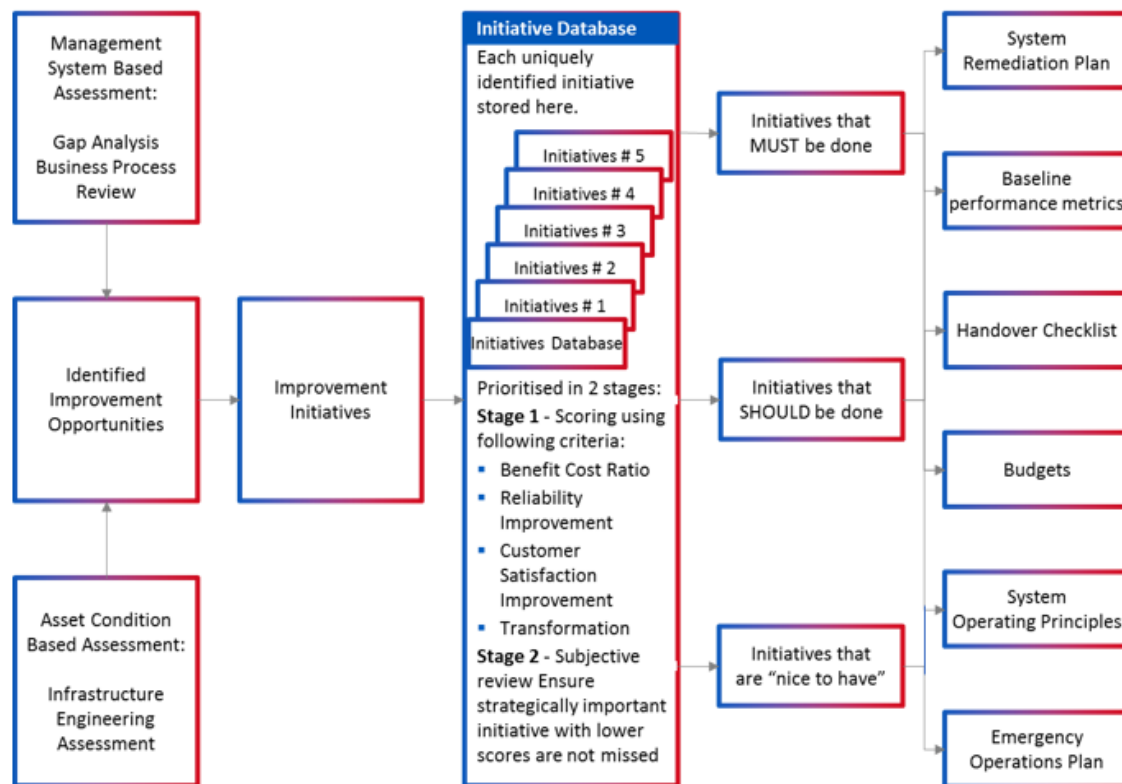 Management
System Based
Assessment:
Gap Analysis
Business Process
Review
Identified
Improvement
Opportunities
Asset Condition
Based Assessment:
Infrastructure
Engineering
Assessment
Improvement
Initiatives
Initiative Database
Each uniquely
identified initiative
stored here.
Initiatives # 5
Initiatives # 4
Initiatives # 3
Initiatives # 2
Initiatives # 1
Initiatives Database
Prioritised in 2 stages:
Stage 1 - Scoring using
following criteria:
▪ Benefit Cost Ratio
▪ Reliability
Improvement
▪ Customer
Satisfaction
Improvement
▪ Transformation
Stage 2 - Subjective
review Ensure
strategically important
initiative with lower
scores are not missed
Initiatives that
MUST be done
Initiatives that
SHOULD be done
Initiatives that
are “nice to have”
System
Remediation Plan
Baseline
performance metrics
Handover Checklist
Budgets
System
Operating Principles
Emergency
Operations Plan